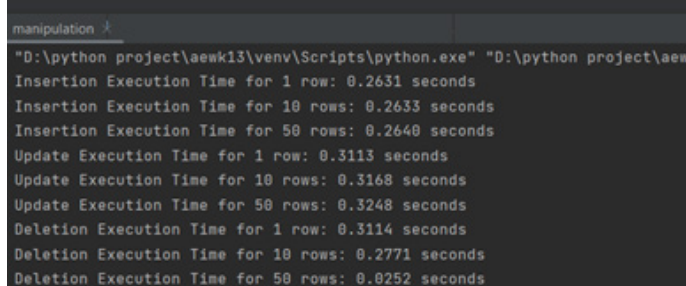 manipulation
"D:\python project\aewk13\venv\Scripts\python.exe" "D:\python project\aew
Insertion Execution Time for 1 row: 0.2631 seconds
Insertion Execution Time for 10 rows: 0.2633 seconds
Insertion Execution Time for 50 rows: 0.2640 seconds
Update Execution Time for 1 row: 0.3113 seconds
Update Execution Time for 10 rows: 0.3168 seconds
Update Execution Time for 50 rows: 0.3248 seconds
Deletion Execution Time for 1 row: 0.3114 seconds
Deletion Execution Time for 10 rows: 0.2771 seconds
Deletion Execution Time for 50 rows: 0.0252 seconds